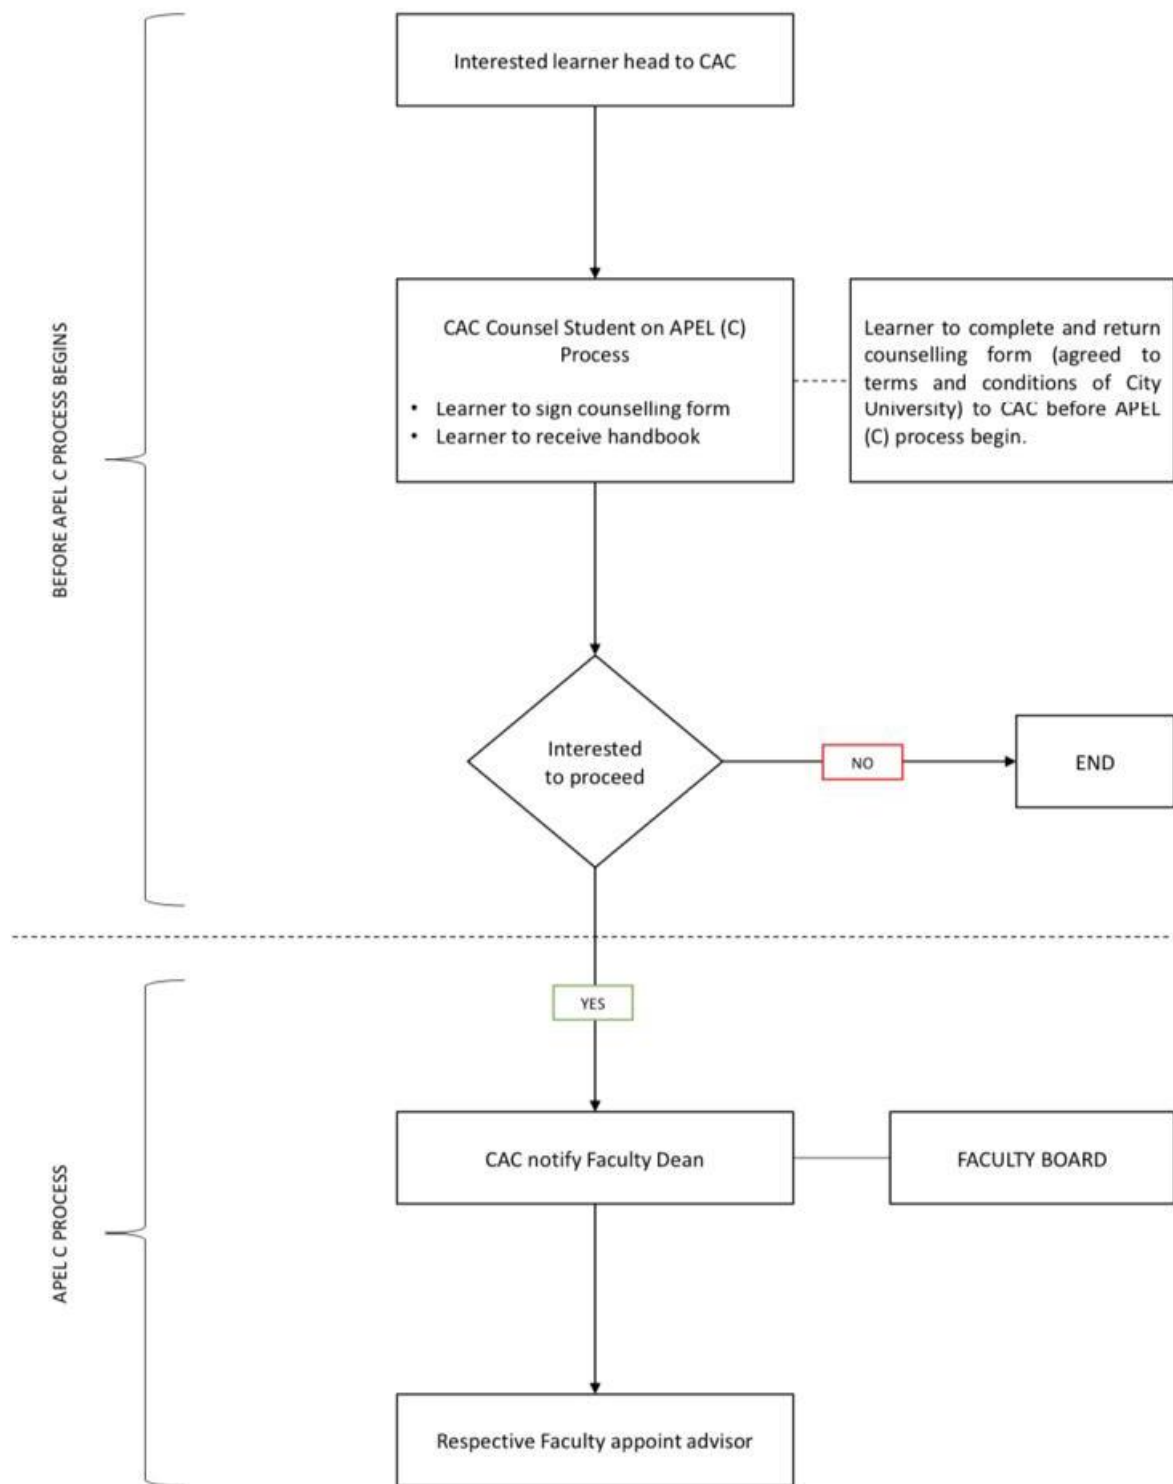 Interested learner head to CAC
BEFORE APEL C PROCESS BEGINS
CAC Counsel Student on APEL (C)
Process
• Learner to sign counselling form
• Learner to receive handbook
Learner to complete and return
counselling form (agreed to
terms and conditions of City
University) to CAC before APEL
(C) process begin.
Interested
to proceed
NO
END
YES
APEL C PROCESS
CAC notify Faculty Dean
FACULTY BOARD
Respective Faculty appoint advisor